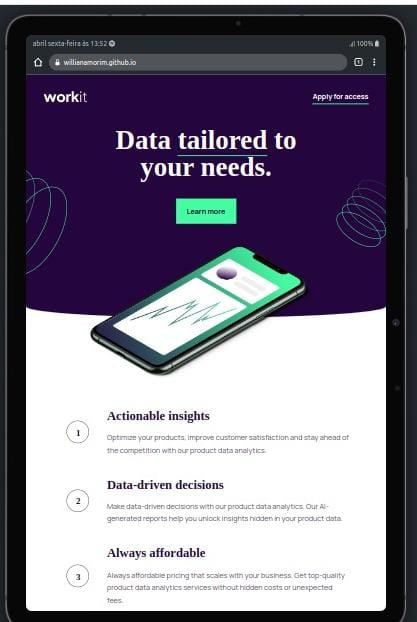 abril sexta-feira às 13:52
100%
willianamorim.github.io
1
workit
Apply for access
Data tailored to
your needs.
Learn more
Actionable insights
1
Optimize your products, improve customer satisfaction and stay ahead of
the competition with our product data analytics.
Data-driven decisions
2
Make data-driven decisions with our product data analytics. Our AI-
generated reports help you unlock insights hidden in your product data.
Always affordable
3
Always affordable pricing that scales with your business. Get top-quality
product data analytics services without hidden costs or unexpected
fees.